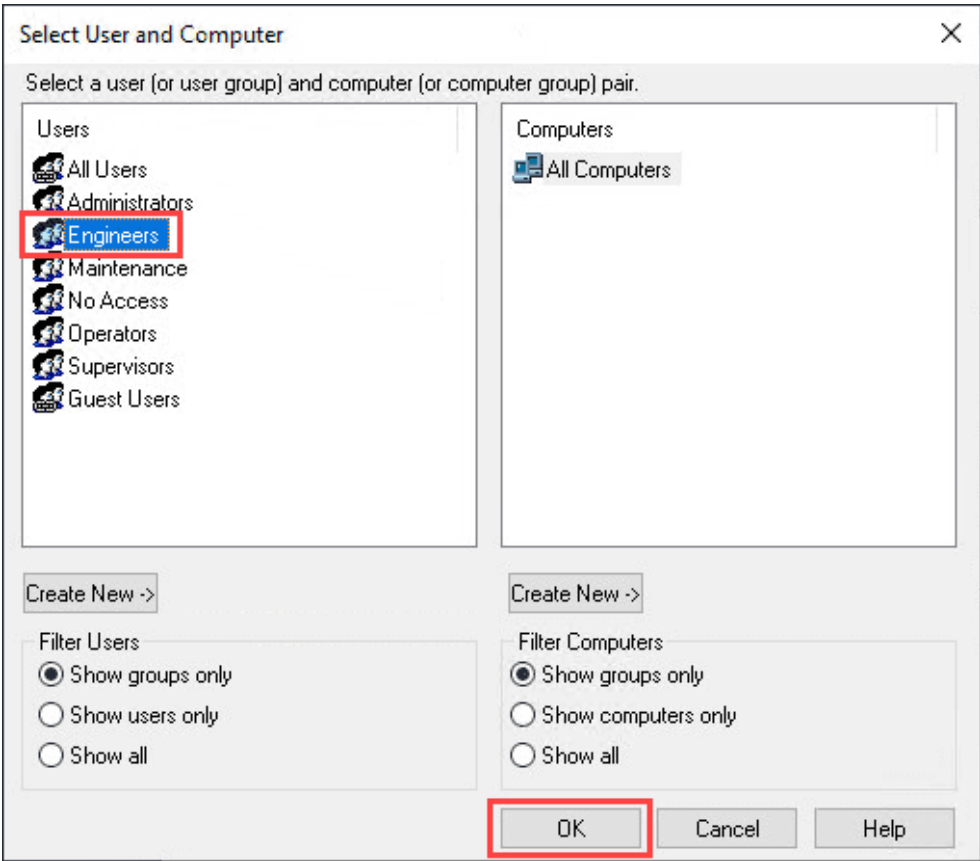 Select User and Computer
Select a user (or user group) and computer (or computer group) pair.
Users
All Users
Administrators
Engineers
Maintenance
No Access
Operators
Supervisors
Guest Users
Computers
All Computers
Create New ->
Create New ->
Filter Users
Show groups only
Show users only
Show all
Filter Computers
Show groups only
Show computers only
Show all
OK
Cancel
Help